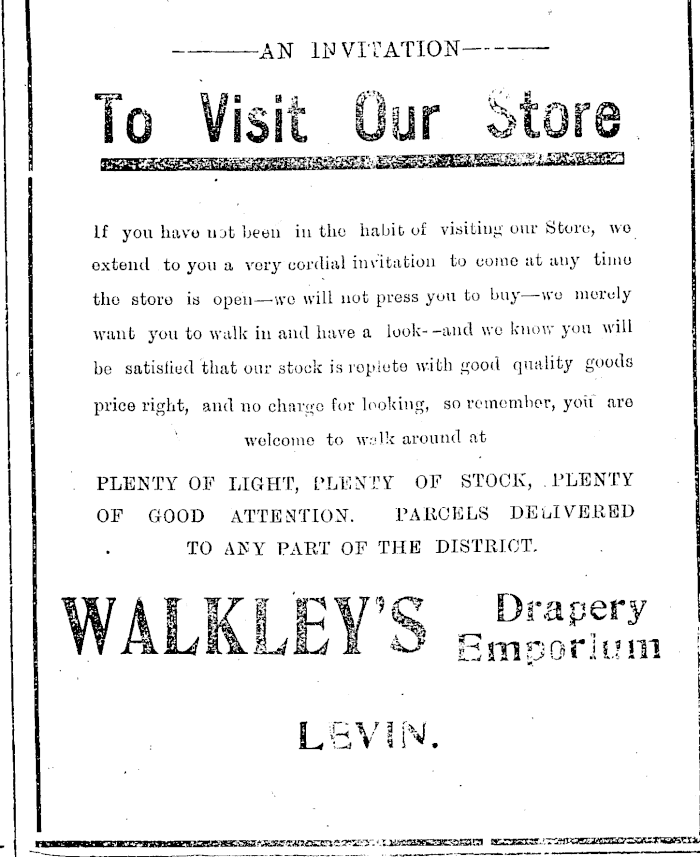 AN INVITATION
To Visit Our Store
If you have not been in the habit of visiting our Store, we
extend to you a very cordial invitation to come at any time
the store is open—we will not press you to buy—we merely
want you to walk in and have a look--and we know you will
be satisfied that our stock is replete with good quality goods
price right, and no charge for looking, so remember, you are
welcome to walk around at
PLENTY OF LIGHT, PLENTY OF STOCK, PLENTY
OF GOOD ATTENTION. PARCELS DELIVERED
TO ANY PART OF THE DISTRICT.
WALKLEY'S Drapery
Emporium
LEVIN.